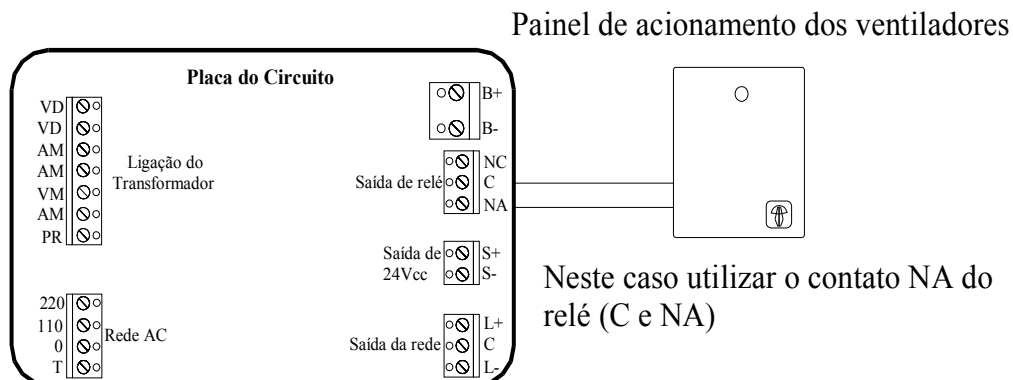 Painel de acionamento dos ventiladores
Placa do Circuito
VD
VD
AM
AM
VM
AM
PR
Ligação do
Transformador
220
110
0
T
Rede AC
B+
B-
Saída de relé
NC
C
NA
Saída de
24Vcc
S+
S-
Saída da rede
L+
C
L-
Neste caso utilizar o contato NA do
relé (C e NA)